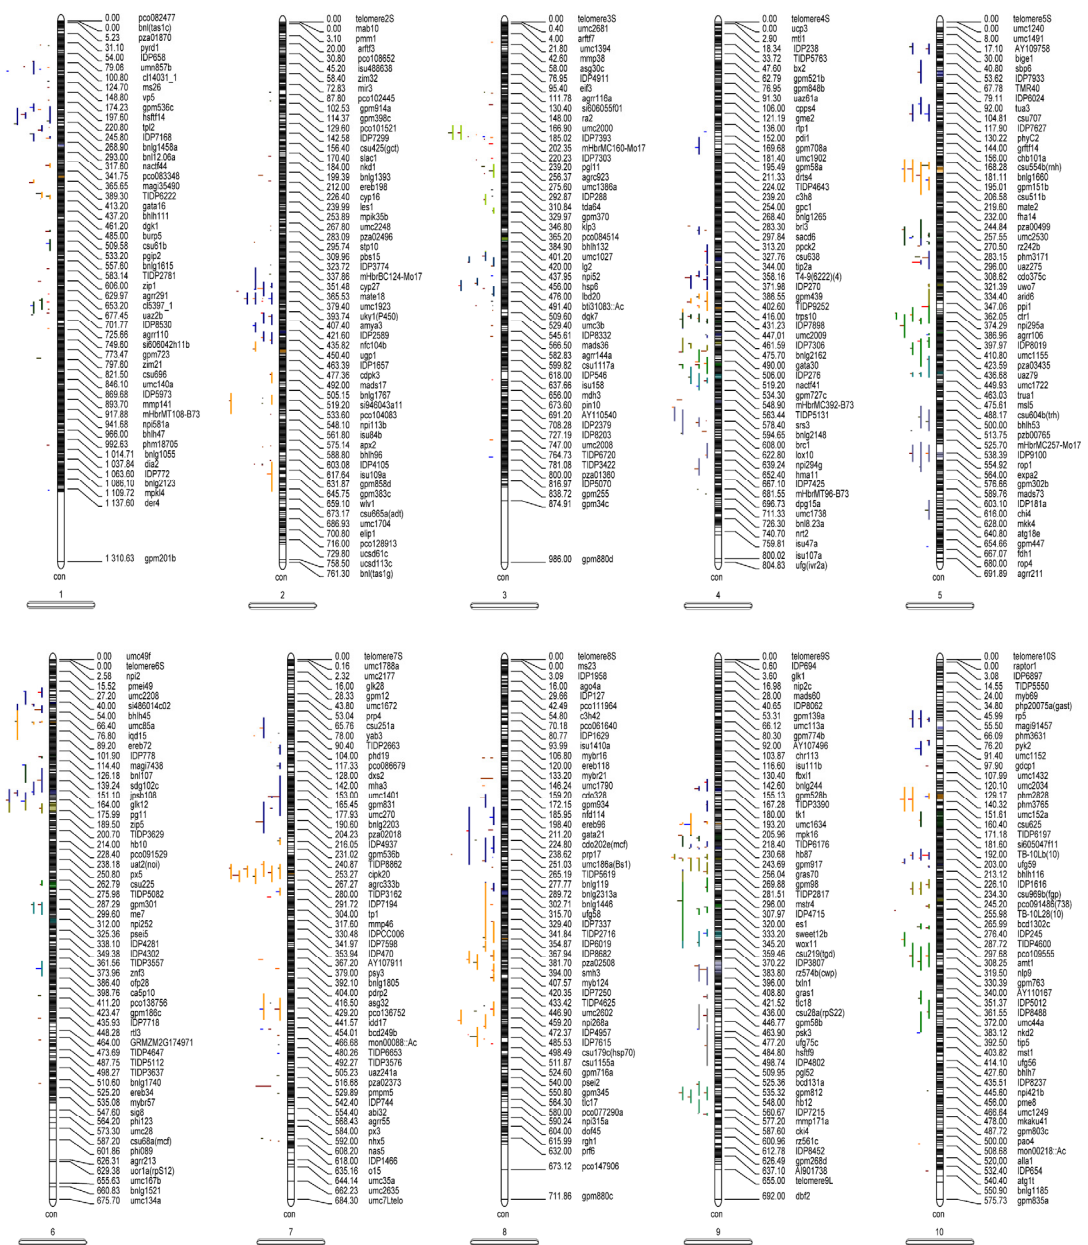 0.00 pco082477
0.00 bnl(tas1c)
5.23 pza01870
31.10 pyrd1
54.00 IDP658
79.06 umn857b
100.80 cl14031_1
124.70 ms26
148.80 vp5
174.23 gpm536c
197.60 hsftf14
220.80 tpl2
245.80 IDP7168
268.90 bnlg1458a
293.00 bnl12.06a
317.60 nactf44
341.75 pco083348
365.65 magi35490
389.30 TIDP6222
413.20 gata16
437.20 bhlh111
461.20 dgk1
485.00 burp5
509.58 csu61b
533.20 pgip2
557.60 bnlg1615
583.14 TIDP2781
606.00 zip1
629.97 agrr291
653.20 cl5397_1
677.45 uaz2b
701.77 IDP8530
725.66 agrr110
749.60 si606042h11b
773.47 gpm723
797.60 zim21
821.50 csu696
846.10 umc140a
869.68 IDP5973
893.70 mmp141
917.88 mHbrMT108-B73
941.68 npi581a
966.00 bhlh47
992.63 phm18705
1 014.71 bnlg1055
1 037.84 dia2
1 063.60 IDP772
1 086.10 bnlg2123
1 109.72 mpkl4
1 137.60 der4
1 310.63 gpm201b
con
1
0.00 telomere2S
0.00 mab10
3.10 pmm1
20.00 arftf3
30.80 pco108652
45.20 isu488638
58.40 zim32
72.83 mir3
87.80 pco102445
102.53 gpm914a
114.37 gpm398c
129.60 pco101521
142.58 IDP7299
156.40 csu425(gct)
170.40 slac1
184.00 nkd1
199.39 bnlg1393
212.00 ereb198
226.40 cyp16
239.99 les1
253.89 mpik35b
267.80 umc2248
283.09 pza02496
295.74 stp10
309.96 pbs15
323.72 IDP3774
337.86 mHbrBC124-Mo17
351.48 cyp27
365.53 mate18
379.40 umc1923
393.74 uky1(P450)
407.40 amya3
421.60 IDP2589
435.82 nfc104b
450.40 ugp1
463.39 IDP1657
477.36 cdpk3
492.00 mads17
505.15 bnlg1767
519.20 si946043a11
533.60 pco104083
548.10 npi113b
561.80 isu84b
575.14 apx2
588.80 bhlh96
603.08 IDP4105
617.64 isu109a
631.87 gpm858d
645.75 gpm383c
659.10 wlv1
673.17 csu665a(adt)
686.93 umc1704
700.80 elip1
716.00 pco128913
729.80 ucsd61c
758.50 ucsd113c
761.30 bnl(tas1g)
con
2
0.00 telomere3S
0.40 umc2681
4.00 arftf7
21.80 umc1394
42.60 mmp38
58.00 asg30c
76.95 IDP4911
95.40 eif3
111.78 agrr116a
130.40 si606055f01
148.00 ra2
166.90 umc2000
185.02 IDP7393
202.35 mHbrMC160-Mo17
220.23 IDP7303
239.20 pgl11
256.37 agrc923
275.60 umc1386a
292.87 IDP288
310.84 tda64
329.97 gpm370
346.80 klp3
365.20 pco084514
384.90 bhlh132
401.20 umc1027
420.00 lg2
437.95 npi52
456.00 hsp6
476.00 lbd20
491.40 bti31083::Ac
509.60 dgk7
529.40 umc3b
545.61 IDP8332
566.50 mads36
582.83 agrr144a
599.82 csu1117a
618.00 IDP546
637.66 isu158
656.00 mdh3
673.60 pin10
691.20 AY110540
708.28 IDP2379
727.19 IDP8203
747.00 umc2008
764.73 TIDP6720
781.08 TIDP3422
800.00 pza01380
816.97 IDP5070
838.72 gpm255
874.91 gpm34c
986.00 gpm880d
con
3
0.00 telomere4S
0.00 ucp3
2.90 mtl1
18.34 IDP238
33.72 TIDP5763
47.60 bx2
62.79 gpm521b
76.95 gpm848b
91.30 uaz61a
106.00 cpps4
121.19 gme2
136.00 rtp1
152.00 pdi1
169.68 gpm708a
181.40 umc1902
195.49 gpm58a
211.33 drts4
224.02 TIDP4643
239.20 c3h8
254.00 gpc1
268.40 bnlg1265
283.30 bri3
297.84 sacd6
313.20 ppck2
327.76 csu638
344.00 tip2a
358.16 T4-9(6222)(4)
371.98 IDP270
386.55 gpm439
402.60 TIDP9252
416.00 trps10
431.23 IDP7898
447.01 umc2009
461.59 IDP7306
475.70 bnlg2162
490.00 gata30
506.00 IDP276
519.20 nactf41
534.30 gpm727c
548.90 mHbrMC392-B73
563.44 TIDP5131
578.40 srs3
594.65 bnlg2148
608.00 brc1
622.80 lox10
639.24 npi294g
652.40 hma11
667.10 IDP7425
681.55 mHbrMT96-B73
696.73 dpg15a
711.33 umc1738
726.30 bnl8.23a
740.70 nrt2
759.81 isu47a
800.02 isu107a
804.83 ufg(ivr2a)
con
4
0.00 telomere5S
0.00 umc1240
8.00 umc1491
17.10 AY109758
30.00 bige1
40.80 sbp6
53.62 IDP7933
67.78 TMR40
79.11 IDP6024
92.00 tua3
104.81 csu707
117.90 IDP7627
130.22 phyC2
144.00 grftf14
156.00 chb101a
168.28 csu554b(rnh)
181.11 bnlg1660
195.01 gpm151b
206.58 csu511b
219.60 mate2
232.00 fha14
244.84 pza00499
257.55 umc2530
270.50 rz242b
283.15 phm3171
296.00 uaz275
308.62 cdo375c
321.39 uwo7
334.40 arid6
347.06 ppi1
362.05 ctr1
374.29 npi295a
386.96 agrr106
397.97 IDP8019
410.80 umc1155
423.59 pza03435
436.68 uaz79
449.93 umc1722
463.03 trua1
475.61 msl5
488.17 csu604b(trh)
500.00 bhlh53
513.75 pzb00765
525.70 mHbrMC257-Mo17
538.39 IDP9100
554.92 rop1
564.00 expa2
576.66 gpm302b
589.76 mads73
603.10 IDP181a
616.00 chi4
628.00 mkk4
640.80 atg18e
654.66 gpm447
667.07 fdh1
680.00 rop4
691.89 agrr211
con
5
0.00 umc49f
0.00 telomere6S
2.58 npi2
15.52 pmei49
27.20 umc2208
40.00 si486014c02
54.00 bhlh45
66.40 umc85a
76.80 iqd15
89.20 ereb72
101.90 IDP778
114.40 magi7438
126.18 bnl107
139.24 sdg102c
151.10 jpsb108
164.00 glk12
175.99 pg11
189.50 zip5
200.70 TIDP3629
214.00 hb10
228.40 pco091529
238.18 uat2(noi)
250.80 px5
262.79 csu225
275.98 TIDP5082
287.29 gpm301
299.60 me7
312.00 npi252
325.36 psei5
338.10 IDP4281
349.38 IDP4302
361.56 TIDP3557
373.96 znf3
386.40 ofp28
398.76 ca5p10
411.20 pco138756
423.47 gpm186c
435.93 IDP7718
448.28 rtl3
464.00 GRMZM2G174971
473.69 TIDP4647
487.75 TIDP5112
498.27 TIDP3637
510.60 bnlg1740
525.20 ereb34
535.08 mybr57
547.60 sig8
564.20 phi123
573.30 umc28
587.20 csu68a(mcf)
601.86 phi089
626.31 agrr213
629.38 uor1a(rpS12)
655.63 umc167b
660.83 bnlg1521
675.70 umc134a
con
6
0.00 telomere7S
0.16 umc1788a
2.32 umc2177
16.00 glk28
28.33 gpm12
43.80 umc1672
53.04 prp4
65.76 csu251a
78.00 yab3
90.40 TIDP2663
104.00 phd19
117.33 pco086679
128.00 dxs2
142.00 mha3
153.00 umc1401
165.45 gpm831
177.93 umc270
190.60 bnlg2203
204.23 pza02018
216.05 IDP4937
231.02 gpm536b
240.87 TIDP8862
253.27 cipk20
267.27 agrc333b
280.00 TIDP3162
291.72 IDP7194
304.00 tp1
317.60 mmp46
330.48 IDPCC006
341.97 IDP7598
353.94 IDP470
367.20 AY107911
379.00 psy3
392.10 bnlg1805
404.00 pdrp2
416.50 asg32
429.20 pco136752
441.57 idd17
454.01 bcd249b
466.68 mon00088::Ac
480.26 TIDP6653
492.27 TIDP3576
505.23 uaz241a
516.68 pza02373
529.89 pmpm5
542.40 IDP744
554.40 abi32
568.43 agrr55
584.00 px3
592.00 nhx5
608.20 nas5
618.00 IDP1466
635.16 o15
644.14 umc35a
662.23 umc2635
684.30 umc7Ltelo
con
7
0.00 telomere8S
0.00 ms23
3.09 IDP1958
16.00 ago4a
29.66 IDP127
42.49 pco111964
54.80 c3h42
70.18 pco061640
80.77 IDP1629
93.99 isu1410a
106.80 mybr16
120.00 ereb118
133.20 mybr21
146.24 umc1790
159.20 cdo328
172.15 gpm934
185.95 nfd114
198.40 ereb96
211.20 gata21
224.80 cdo202e(mcf)
238.62 prp17
251.03 umc186a(Bs1)
265.19 TIDP5619
277.77 bnlg119
289.72 bnlg2313a
302.71 bnlg1446
315.70 ufg58
329.40 IDP7337
341.84 TIDP2716
354.87 IDP6019
367.94 IDP8682
381.70 pza02508
394.00 smh3
407.57 myb124
420.35 IDP7250
433.42 TIDP4625
446.90 umc2602
459.20 npi268a
472.37 IDP4957
485.53 IDP7615
498.49 csu179c(hsp70)
511.87 csu1155a
524.60 gpm716a
540.00 psei2
550.80 gpm345
564.30 tlc17
580.00 pco077290a
590.24 npi315a
604.00 dof45
615.99 rgh1
632.00 prf6
673.12 pco147906
711.86 gpm880c
con
8
0.00 telomere9S
0.60 IDP694
3.60 glk1
16.98 nip2c
28.00 mads60
40.65 IDP8062
53.31 gpm139a
66.12 umc113a
80.30 gpm774b
92.00 AY107496
103.87 chr113
116.60 isu111b
130.40 fbxl1
142.60 bnlg244
155.13 gpm528b
167.28 TIDP3390
180.00 tk1
193.20 umc1634
205.96 mpk16
218.40 TIDP6176
230.68 hb87
243.69 gpm917
256.04 gras70
269.88 gpm98
281.51 TIDP2817
296.00 mstr4
307.97 IDP4715
320.00 es1
333.20 sweet12b
345.20 wox11
359.46 csu219(tgd)
370.22 IDP3807
383.80 rz574b(owp)
396.00 txln1
408.80 gras1
421.52 tlc18
436.00 csu28a(rpS22)
446.77 gpm58b
463.90 psk3
477.20 ufg75c
484.80 hsftf9
498.74 IDP4802
509.95 pgl52
525.36 bcd131a
535.32 gpm812
548.00 hb12
560.67 IDP7215
577.20 mmp171a
587.60 cki4
600.96 rz561c
612.78 IDP8452
626.49 gpm268d
637.10 AI901738
655.00 telomere9L
692.00 dbf2
con
9
0.00 telomere10S
0.00 raptor1
3.08 IDP6897
14.55 TIDP5550
24.00 myb69
34.80 php20075a(gast)
45.99 rp5
55.50 magi91457
66.09 phm3631
76.20 pyk2
91.40 umc1152
97.90 gdcp1
107.99 umc1432
120.10 umc2034
129.17 phm2828
140.32 phm3765
151.61 umc152a
160.40 csu625
171.18 TIDP6197
181.60 si605047f11
192.00 TB-10Lb(10)
203.00 ufg59
213.12 bhlh116
226.10 IDP1616
234.30 csu969b(fgp)
245.20 pco091486(738)
255.98 TB-10L28(10)
265.99 bcd1302c
276.40 IDP245
287.72 TIDP4600
297.68 pco109555
308.25 amt1
319.50 nlp9
330.39 gpm763
340.00 AY110167
351.37 IDP5012
361.55 IDP8488
372.00 umc44a
383.12 nkd2
392.50 tip5
403.82 mst1
414.10 ufg56
427.60 bhlh7
435.51 IDP8237
445.60 npi421b
456.00 pme8
466.64 umc1249
478.00 mkaku41
487.72 gpm803c
500.00 pao4
508.68 mon00218::Ac
520.00 alla1
532.40 IDP654
540.40 atg1t
550.90 bnlg1185
575.73 gpm835a
con
10